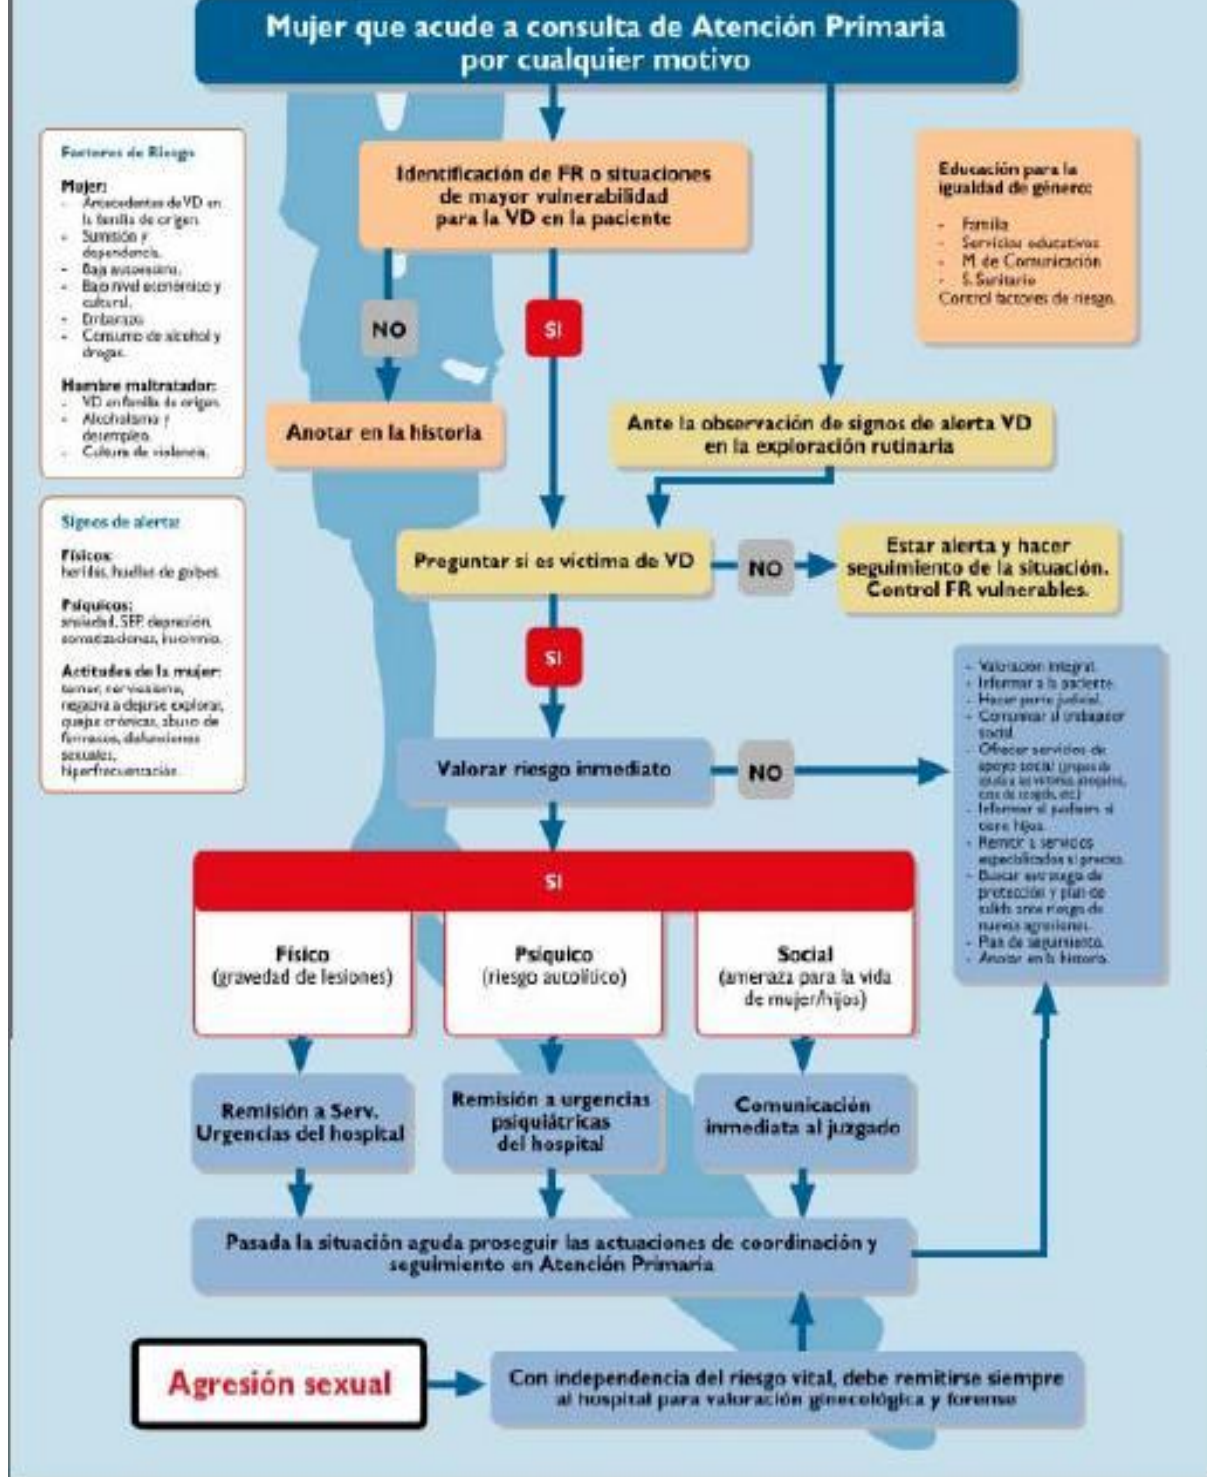 Mujer que acude a consulta de Atención Primaria
por cualquier motivo
Factores de Riesgo
Mujer:
- Antecedentes de VD en
la familia de origen.
- Sumisión y
dependencia.
- Baja autoestima.
- Bajo nivel económico y
cultural.
- Embarazo
- Consumo de alcohol y
drogas.
Hombre maltratador:
- VD en familia de origen
- Alcoholismo y
desempleo.
- Cultura de violencia.
Identificación de FR o situaciones
de mayor vulnerabilidad
para la VD en la paciente
Educación para la
igualdad de género:
- Familia
- Servicios educativos
- M. de Comunicación
- S. Sanitario
Control factores de riesgo.
NO
SI
Anotar en la historia
Ante la observación de signos de alerta VD
en la exploración rutinaria
Signos de alerta:
Físicos:
heridas, huellas de golpes.
Psíquicos:
ansiedad, SEP, depresión,
somatizaciones, insomnio.
Actitudes de la mujer:
temor, nerviosismo,
negativa a dejarse explorar,
quejas crónicas, abuso de
fármacos, disfunciones
sexuales,
hiperfrecuentación.
Preguntar si es víctima de VD
NO
Estar alerta y hacer
seguimiento de la situación.
Control FR vulnerables.
SI
Valorar riesgo inmediato
NO
- Valoración integral.
- Informar a la paciente.
- Hacer parte judicial.
- Comunicar al trabajador
social.
- Ofrecer servicios de
apoyo social (grupos de
ayuda a las víctimas, abogados,
casa de acogida, etc.)
- Informar al pediatra si
tiene hijos.
- Remitir a servicios
especializados si precisa.
- Buscar estrategia de
protección y plan de
salida ante riesgo de
nuevas agresiones.
- Plan de seguimiento.
- Anotar en la historia.
SI
Físico
(gravedad de lesiones)
Psíquico
(riesgo autolítico)
Social
(amenaza para la vida
de mujer/hijos)
Remisión a Serv.
Urgencias del hospital
Remisión a urgencias
psiquiátricas
del hospital
Comunicación
inmediata al juzgado
Pasada la situación aguda proseguir las actuaciones de coordinación y
seguimiento en Atención Primaria
Agresión sexual
Con independencia del riesgo vital, debe remitirse siempre
al hospital para valoración ginecológica y forense